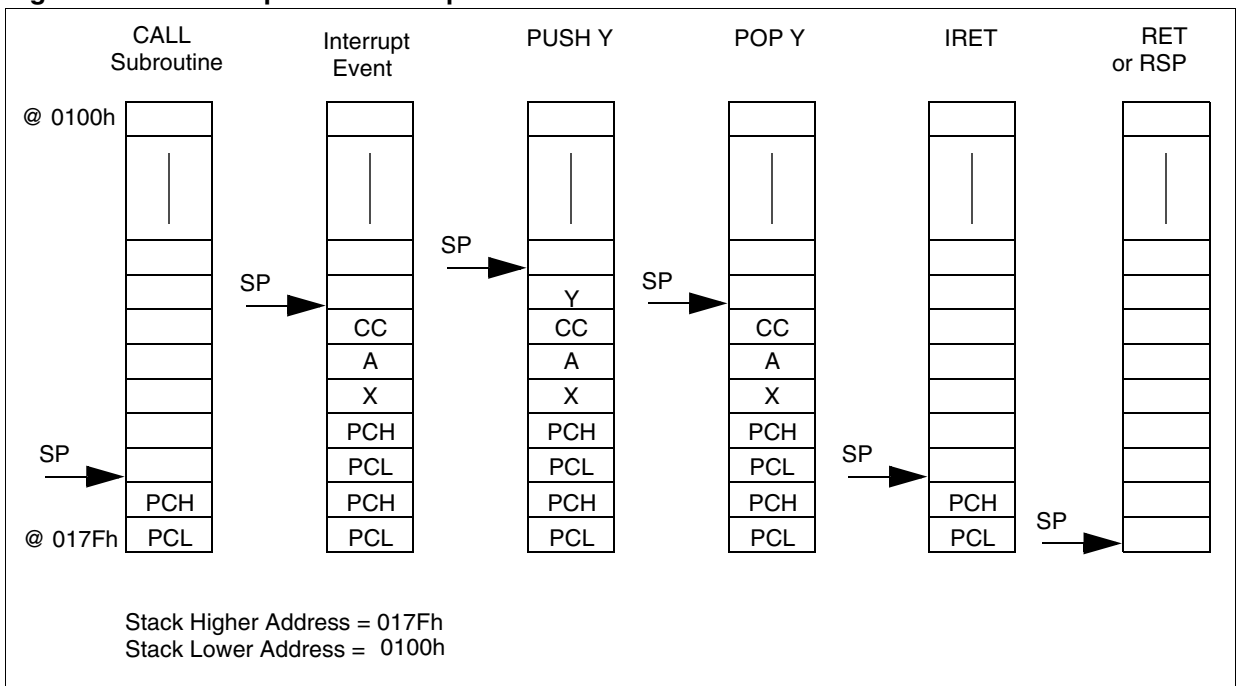 CALL
Subroutine
Interrupt
Event
PUSH Y
POP Y
IRET
RET
or RSP
@ 0100h
SP
SP
SP
Y
CC
CC
CC
A
A
A
X
X
X
PCH
PCH
PCH
SP
SP
PCL
PCL
PCL
PCH
PCH
PCH
PCH
PCH
SP
@ 017Fh
PCL
PCL
PCL
PCL
PCL
Stack Higher Address = 017Fh
Stack Lower Address = 0100h